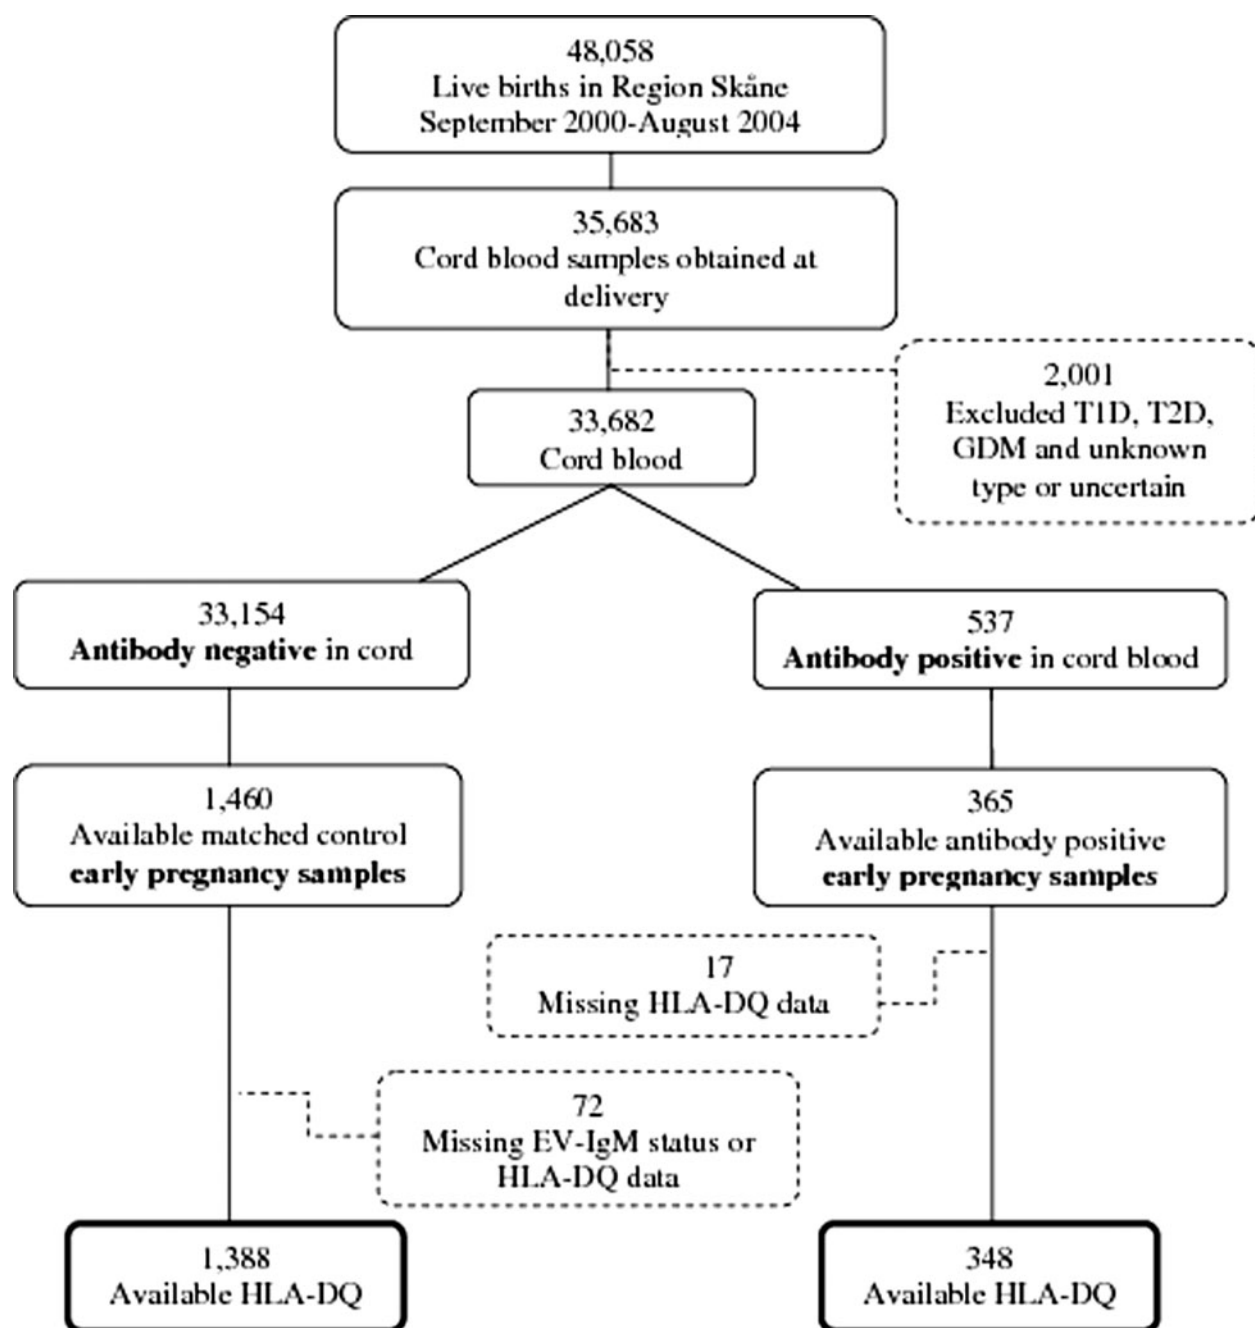 48,058
Live births in Region Skåne
September 2000-August 2004
35,683
Cord blood samples obtained at
delivery
2,001
Excluded T1D, T2D,
GDM and unknown
type or uncertain
33,682
Cord blood
33,154
Antibody negative in cord
537
Antibody positive in cord blood
1,460
Available matched control
early pregnancy samples
365
Available antibody positive
early pregnancy samples
17
Missing HLA-DQ data
72
Missing EV-IgM status or
HLA-DQ data
1,388
Available HLA-DQ
348
Available HLA-DQ